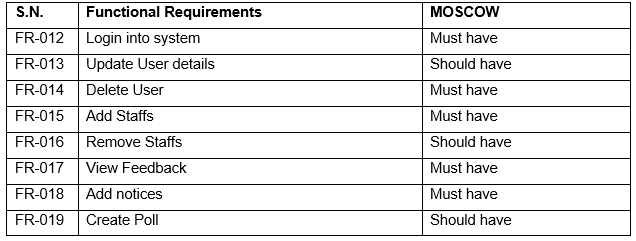 S.N. Functional Requirements MOSCOW
FR-012 Login into system Must have
FR-013 Update User details Should have
FR-014 Delete User Must have
FR-015 Add Staffs Must have
FR-016 Remove Staffs Should have
FR-017 View Feedback Must have
FR-018 Add notices Must have
FR-019 Create Poll Should have